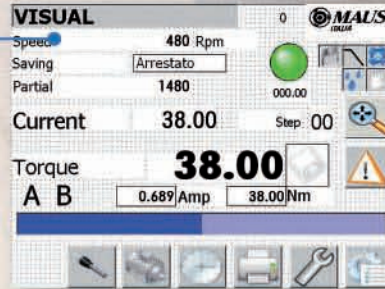 VISUAL 0 MAUS
ITALIA
Speed 480 Rpm
Saving Arrestato
Partial 1480
000.00
Current 38.00 Step 00
Torque 38.00
A B 0.689 Amp 38.00 Nm